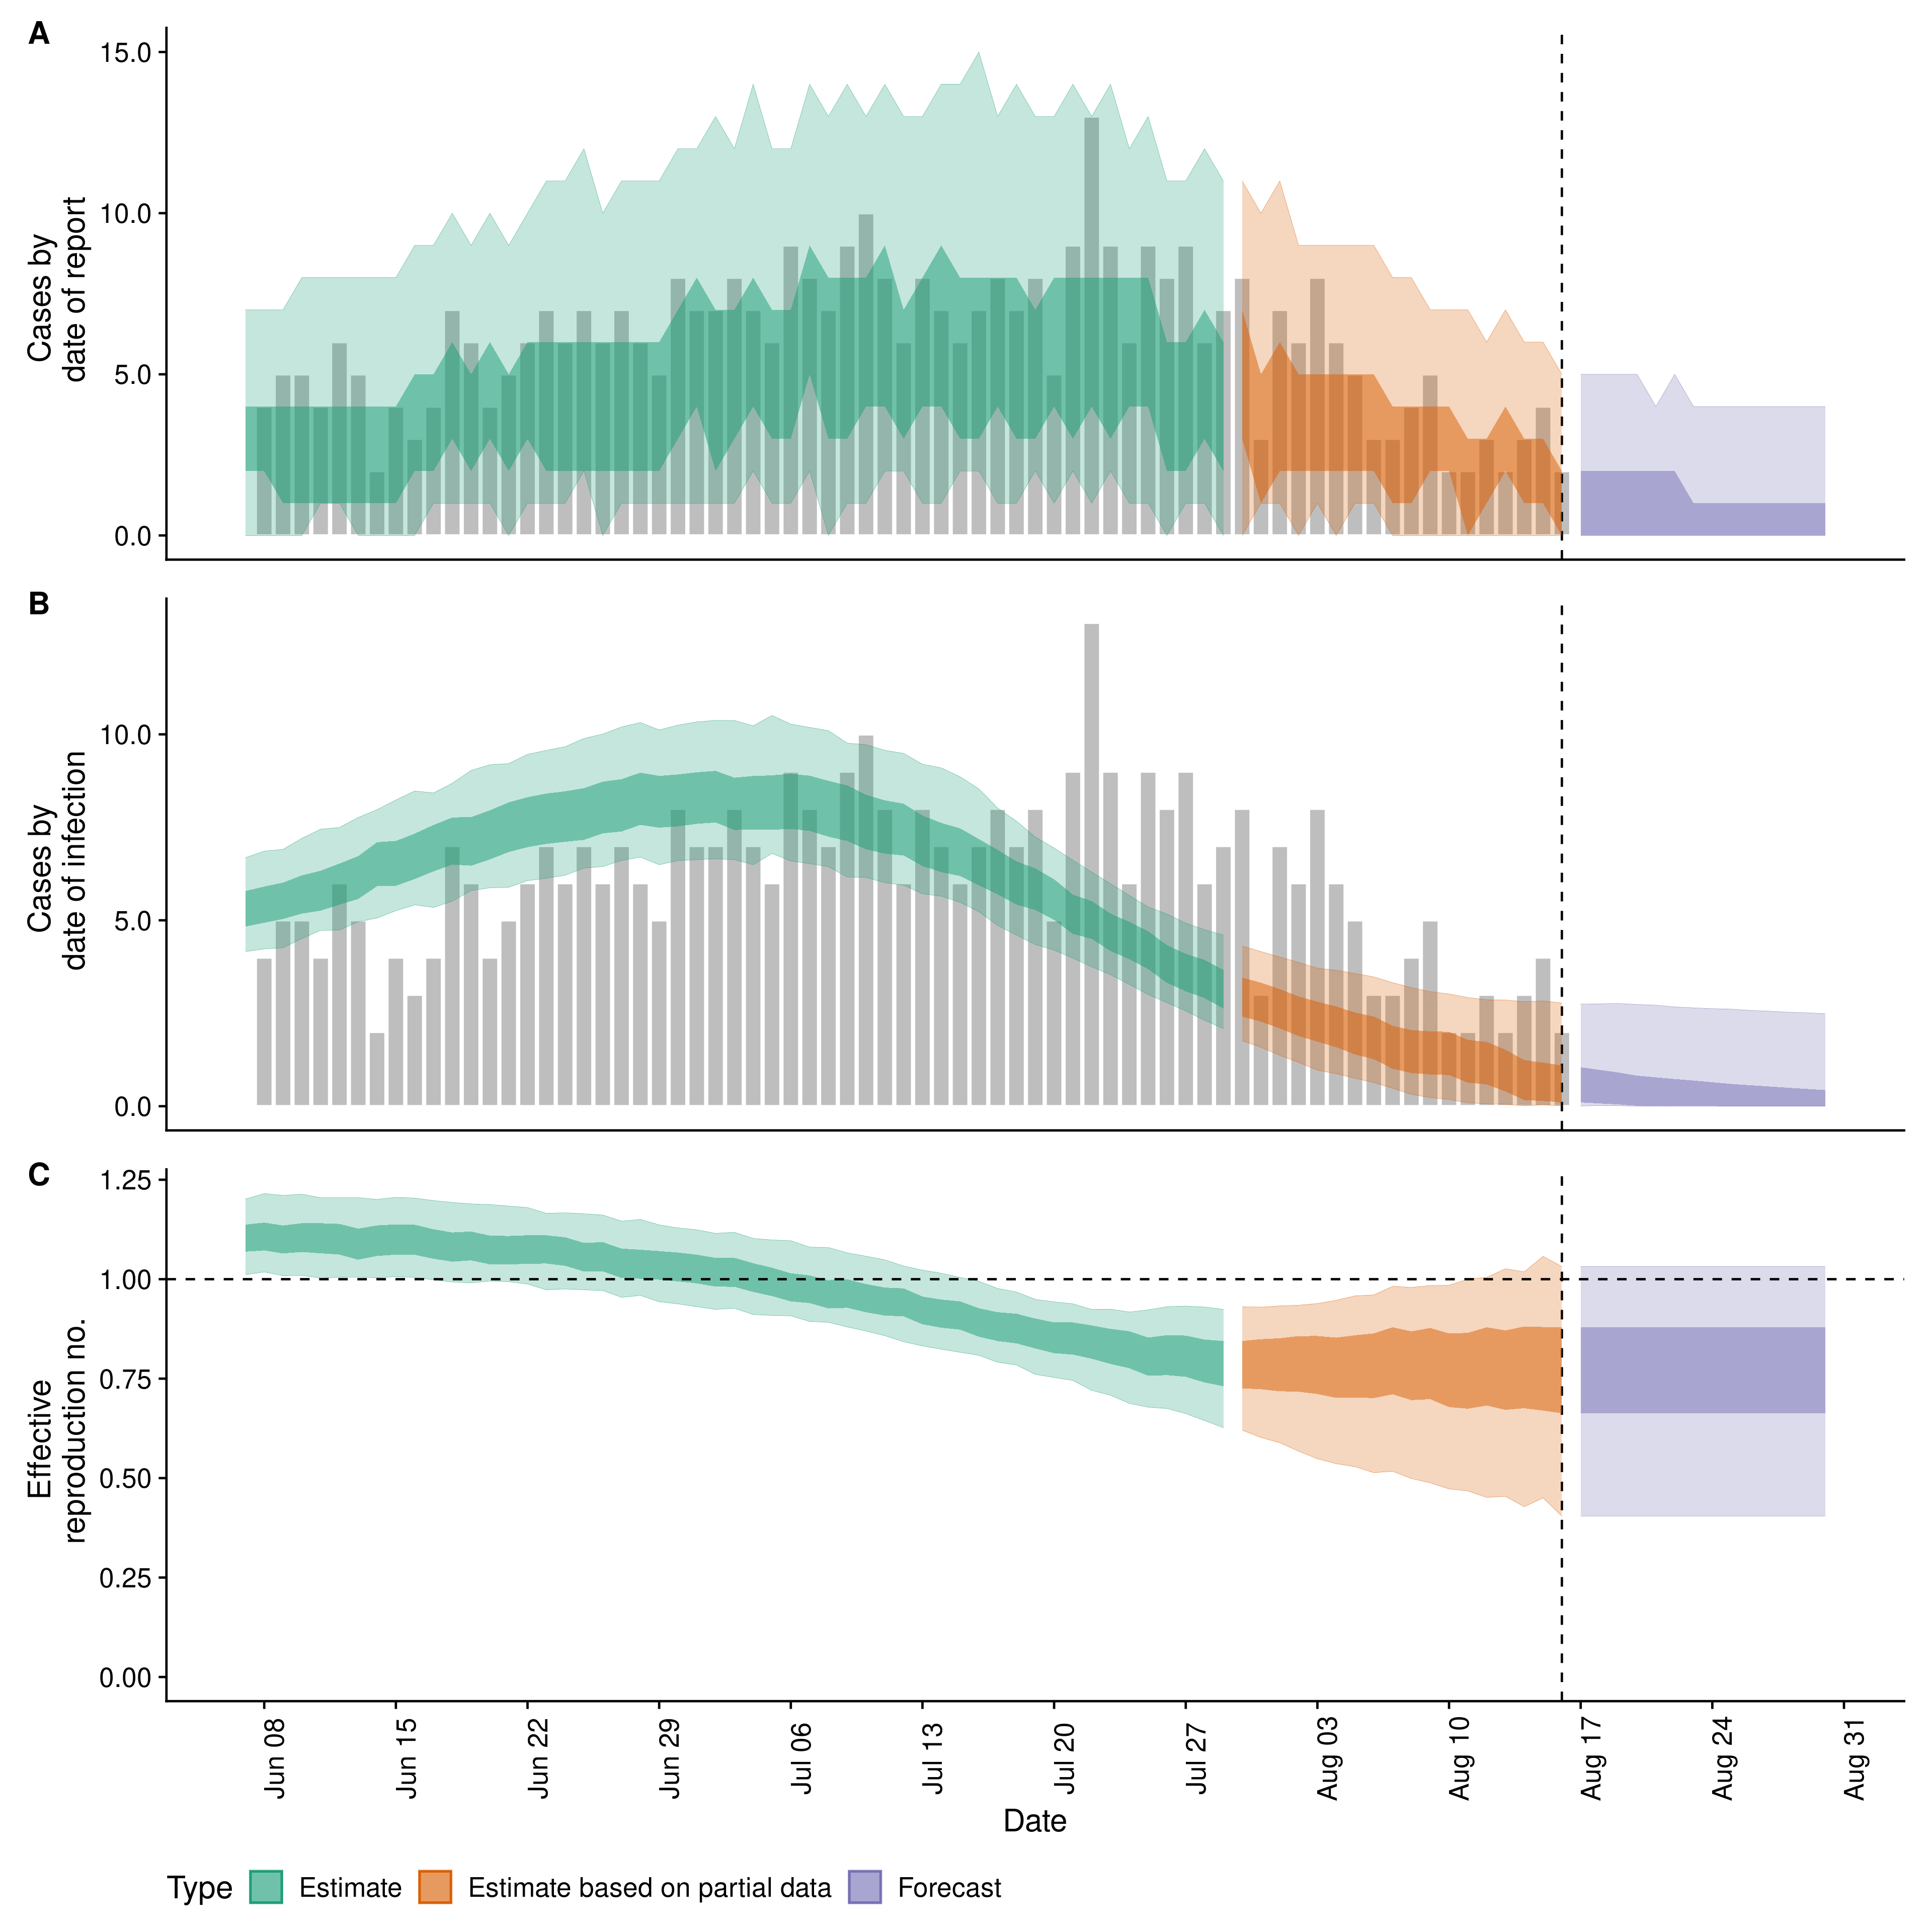 A
15.0
10.0
5.0
0.0
Cases by
date of report
B
10.0
5.0
0.0
Cases by
date of infection
C
1.25
1.00
0.75
0.50
0.25
0.00
Effective
reproduction no.
Jun 08
Jun 15
Jun 22
Jun 29
Jul 06
Jul 13
Jul 20
Jul 27
Aug 03
Aug 10
Aug 17
Aug 24
Aug 31
Date
Type Estimate Estimate based on partial data Forecast